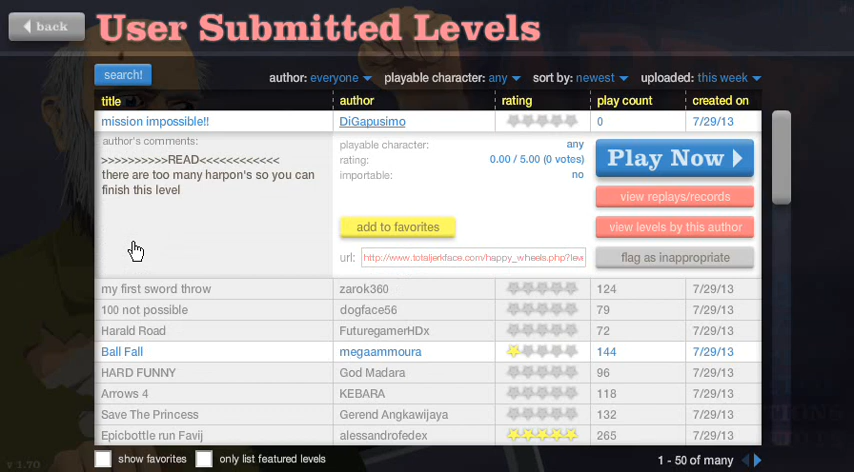 back
User Submitted Levels
search!
author: everyone playable character: any sort by: newest uploaded: this week
title author rating play count created on
mission impossible!! DiGapusimo 0 7/29/13
author's comments:
>>>>>>>>>>READ<<<<<<<<<<<<
there are too many harpon's so you can
finish this level
playable character: any
rating: 0.00 / 5.00 (0 votes)
importable: no
add to favorites
url: http://www.totaljerkface.com/happy_wheels.php?lev
Play Now
view replays/records
view levels by this author
flag as inappropriate
my first sword throw zarok360 124 7/29/13
100 not possible dogface56 79 7/29/13
Harald Road FuturegamerHDx 72 7/29/13
Ball Fall megaammoura 144 7/29/13
HARD FUNNY God Madara 96 7/29/13
Arrows 4 KEBARA 118 7/29/13
Save The Princess Gerend Angkawijaya 132 7/29/13
Epicbottle run Favij alessandrofedex 265 7/29/13
show favorites only list featured levels 1 - 50 of many
v 1.70